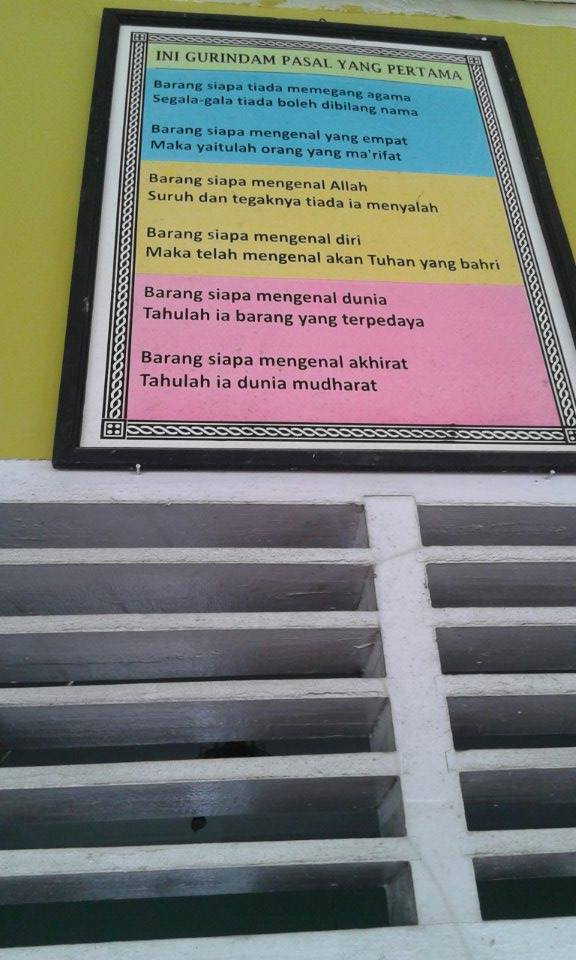 INI GURINDAM PASAL YANG PERTAMA
Barang siapa tiada memegang agama
Segala-gala tiada boleh dibilang nama
Barang siapa mengenal yang empat
Maka yaitulah orang yang ma'rifat
Barang siapa mengenal Allah
Suruh dan tegaknya tiada ia menyalah
Barang siapa mengenal diri
Maka telah mengenal akan Tuhan yang bahri
Barang siapa mengenal dunia
Tahulah ia barang yang terpedaya
Barang siapa mengenal akhirat
Tahulah ia dunia mudharat